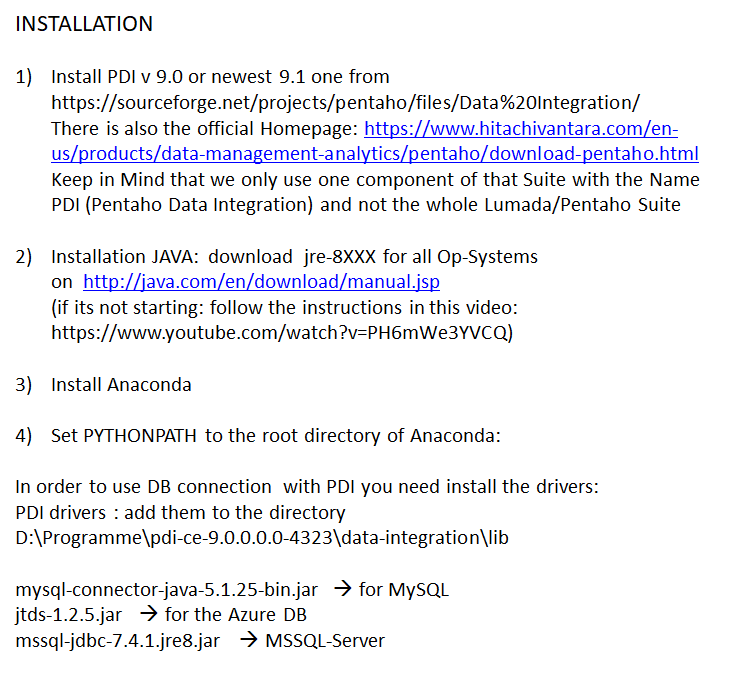 INSTALLATION
1) Install PDI v 9.0 or newest 9.1 one from
https://sourceforge.net/projects/pentaho/files/Data%20Integration/
There is also the official Homepage: https://www.hitachivantara.com/en-
us/products/data-management-analytics/pentaho/download-pentaho.html
Keep in Mind that we only use one component of that Suite with the Name
PDI (Pentaho Data Integration) and not the whole Lumada/Pentaho Suite
2) Installation JAVA: download jre-8XXX for all Op-Systems
on http://java.com/en/download/manual.jsp
(if its not starting: follow the instructions in this video:
https://www.youtube.com/watch?v=PH6mWe3YVCQ)
3) Install Anaconda
4) Set PYTHONPATH to the root directory of Anaconda:
In order to use DB connection with PDI you need install the drivers:
PDI drivers : add them to the directory
D:\Programme\pdi-ce-9.0.0.0.0-4323\data-integration\lib
mysql-connector-java-5.1.25-bin.jar → for MySQL
jtds-1.2.5.jar → for the Azure DB
mssql-jdbc-7.4.1.jre8.jar → MSSQL-Server